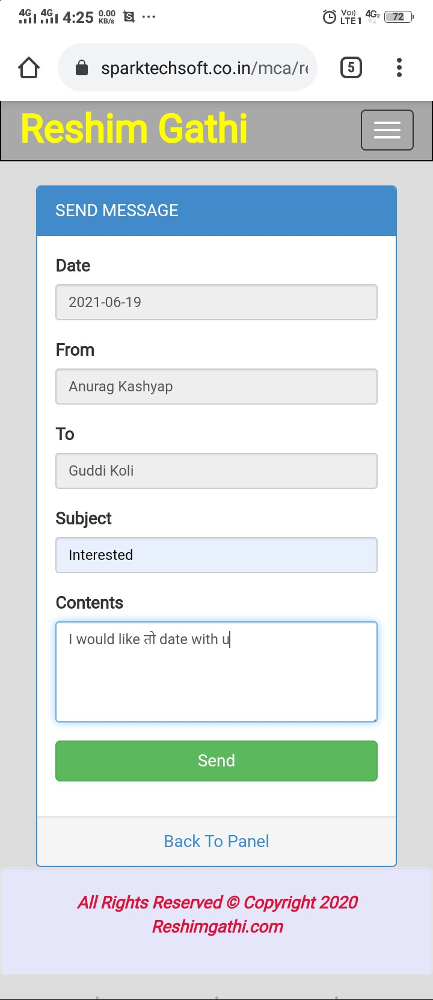 4G 4G 4:25 0.00 KB/s S ... Vo)) LTE1 4G2 72
sparktechsoft.co.in/mca/re
5
Reshim Gathi
SEND MESSAGE
Date
2021-06-19
From
Anurag Kashyap
To
Guddi Koli
Subject
Interested
Contents
I would like तो date with u
Send
Back To Panel
All Rights Reserved © Copyright 2020
Reshimgathi.com